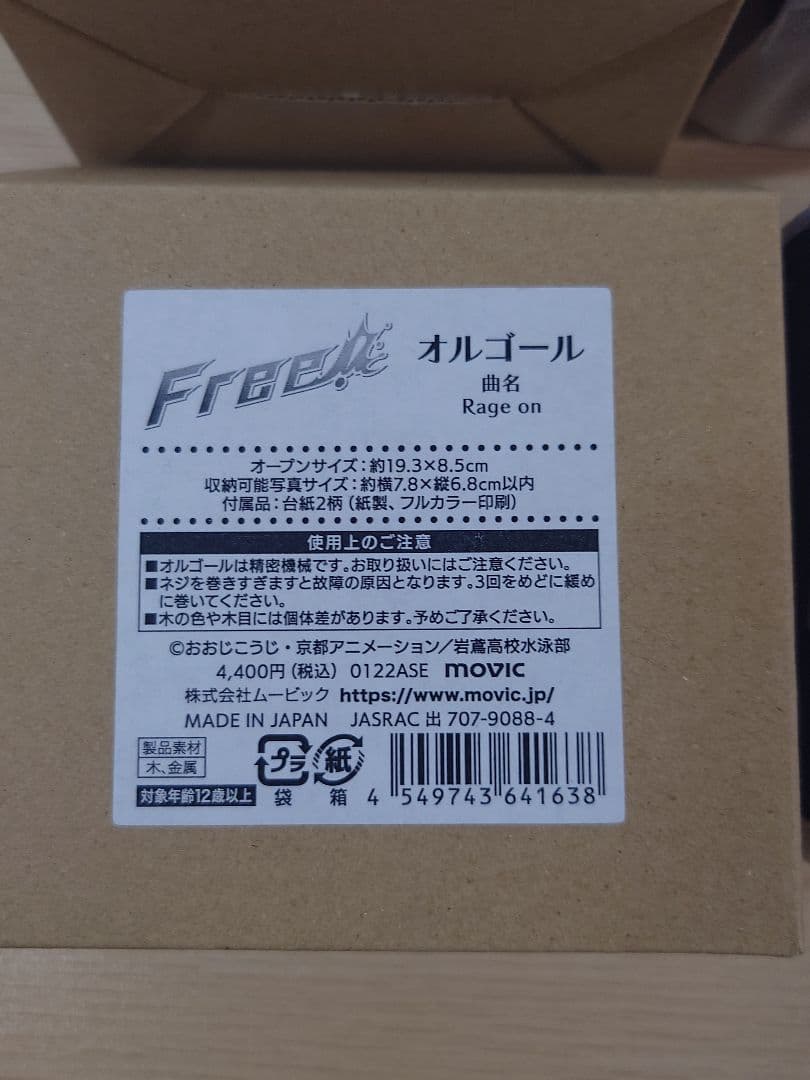 Free!
オルゴール
曲名
Rage on
オープンサイズ：約19.3×8.5cm
収納可能写真サイズ：約横7.8×縦6.8cm以内
付属品：台紙2柄（紙製、フルカラー印刷）
使用上のご注意
■オルゴールは精密機械です。お取り扱いにはご注意ください。
■ネジを巻きすぎますと故障の原因となります。3回をめどに緩め
に巻いてください。
■木の色や木目には個体差があります。予めご了承ください。
©おおじこうじ・京都アニメーション／岩鳶高校水泳部
4,400円（税込） 0122ASE movic
株式会社ムービック https://www.movic.jp/
MADE IN JAPAN JASRAC 出 707-9088-4
製品素材
木、金属
対象年齢12歳以上
プラ
袋
紙
箱
4 549743 641638